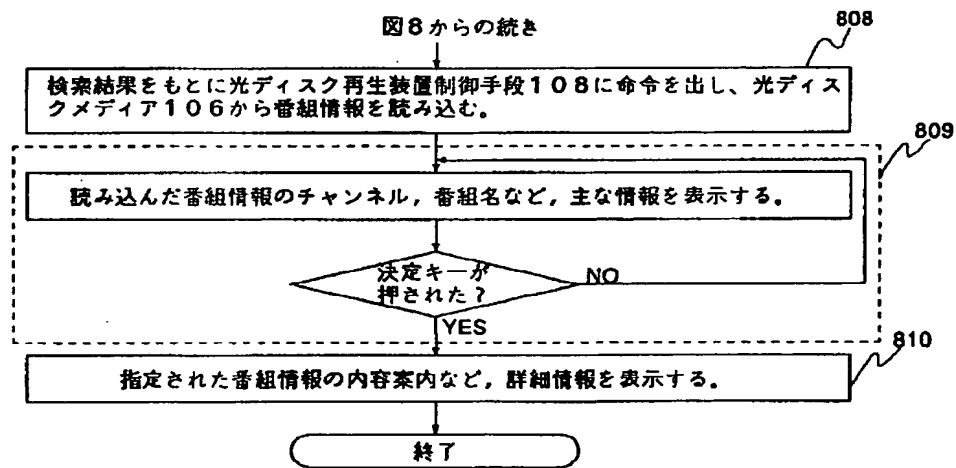 図8からの続き
808
検索結果をもとに光ディスク再生装置制御手段108に命令を出し、光ディス
クメディア106から番組情報を読み込む。
809
読み込んだ番組情報のチャンネル，番組名など，主な情報を表示する。
決定キーが
押された？
NO
YES
810
指定された番組情報の内容案内など，詳細情報を表示する。
終了